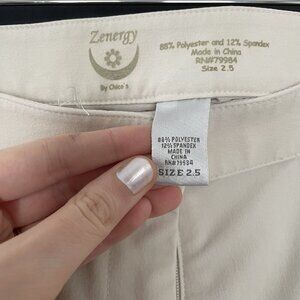 Zenergy
By Chico's
88% Polyester and 12% Spandex
Made in China
RN#79984
Size 2.5
88% POLYESTER
12% SPANDEX
MADE IN
CHINA
RN#79984
SIZE 2.5